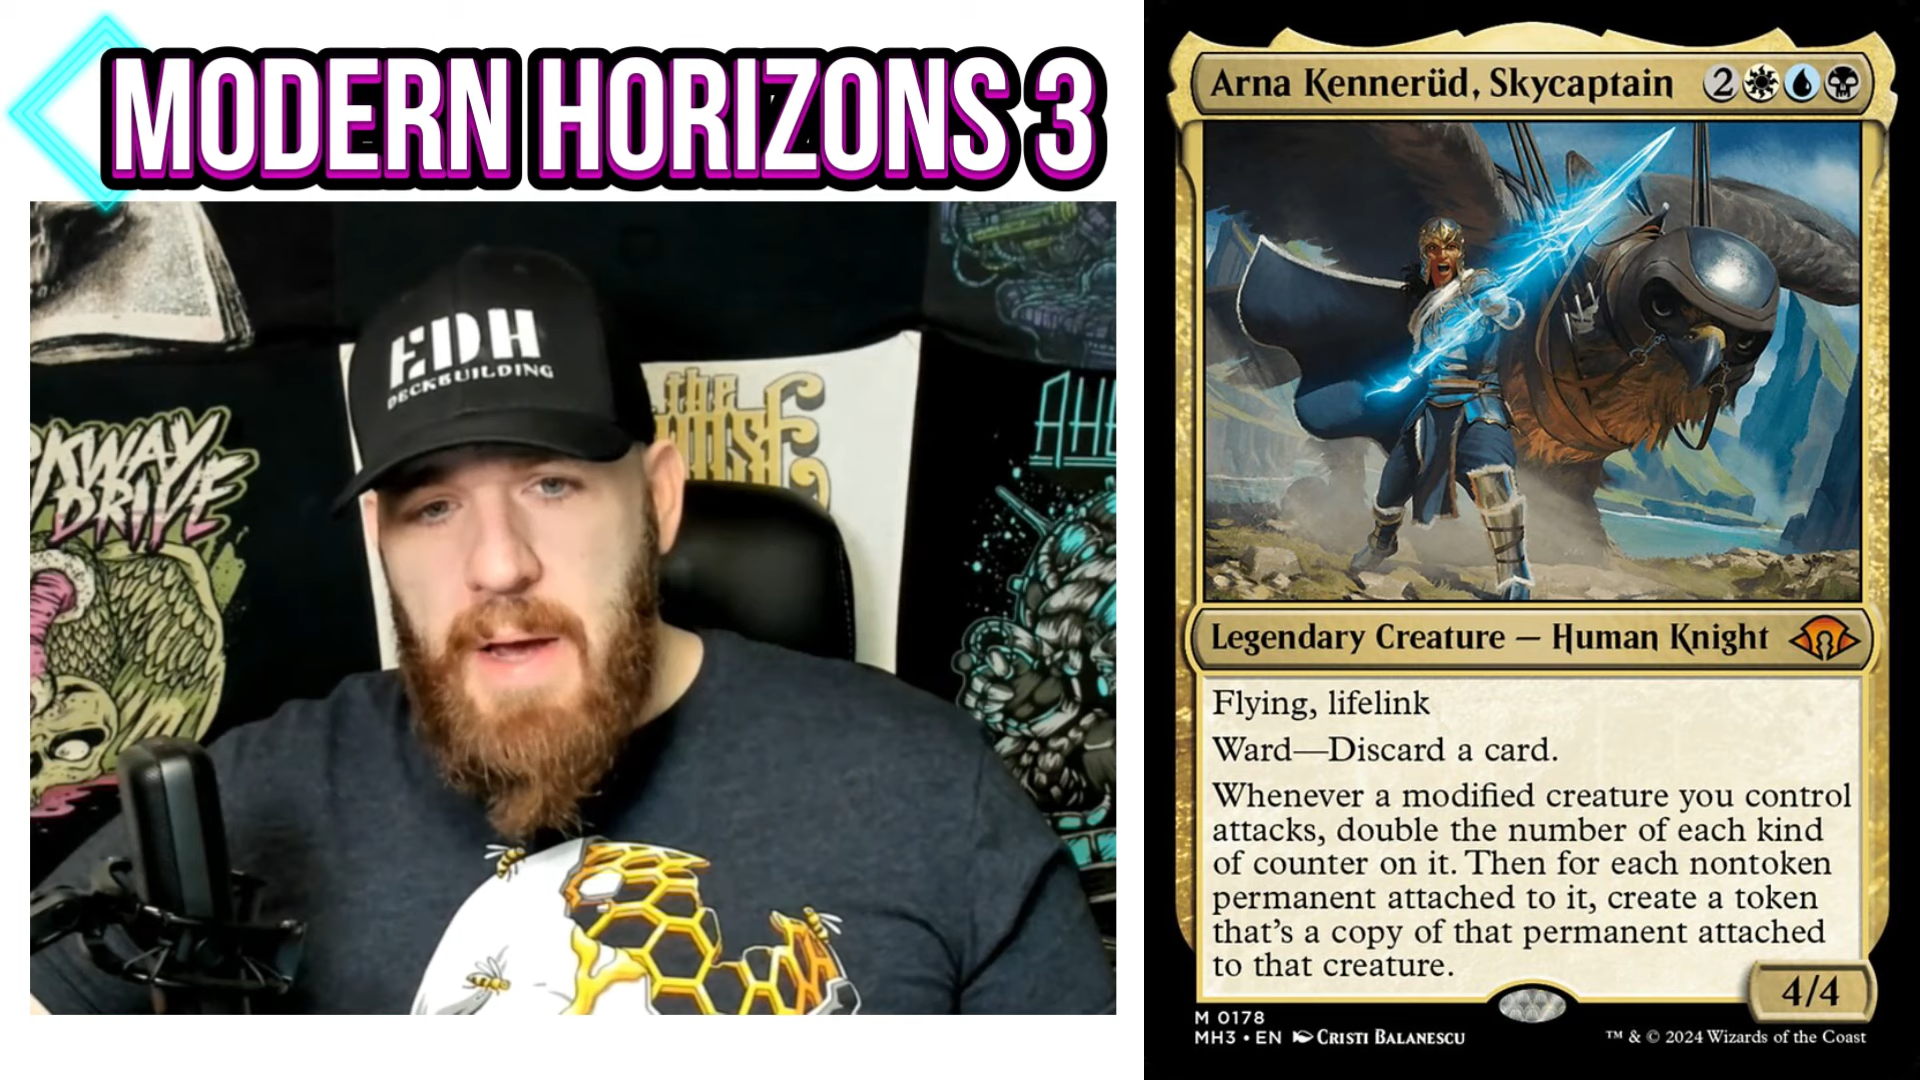 MODERN HORIZONS 3
EDH
DECKBUILDING
the
DRIVE
Arna Kennerüd, Skycaptain 2
Legendary Creature — Human Knight
Flying, lifelink
Ward—Discard a card.
Whenever a modified creature you control
attacks, double the number of each kind
of counter on it. Then for each nontoken
permanent attached to it, create a token
that's a copy of that permanent attached
to that creature.
4/4
M 0178
MH3 • EN CRISTI BALANESCU
™ & © 2024 Wizards of the Coast